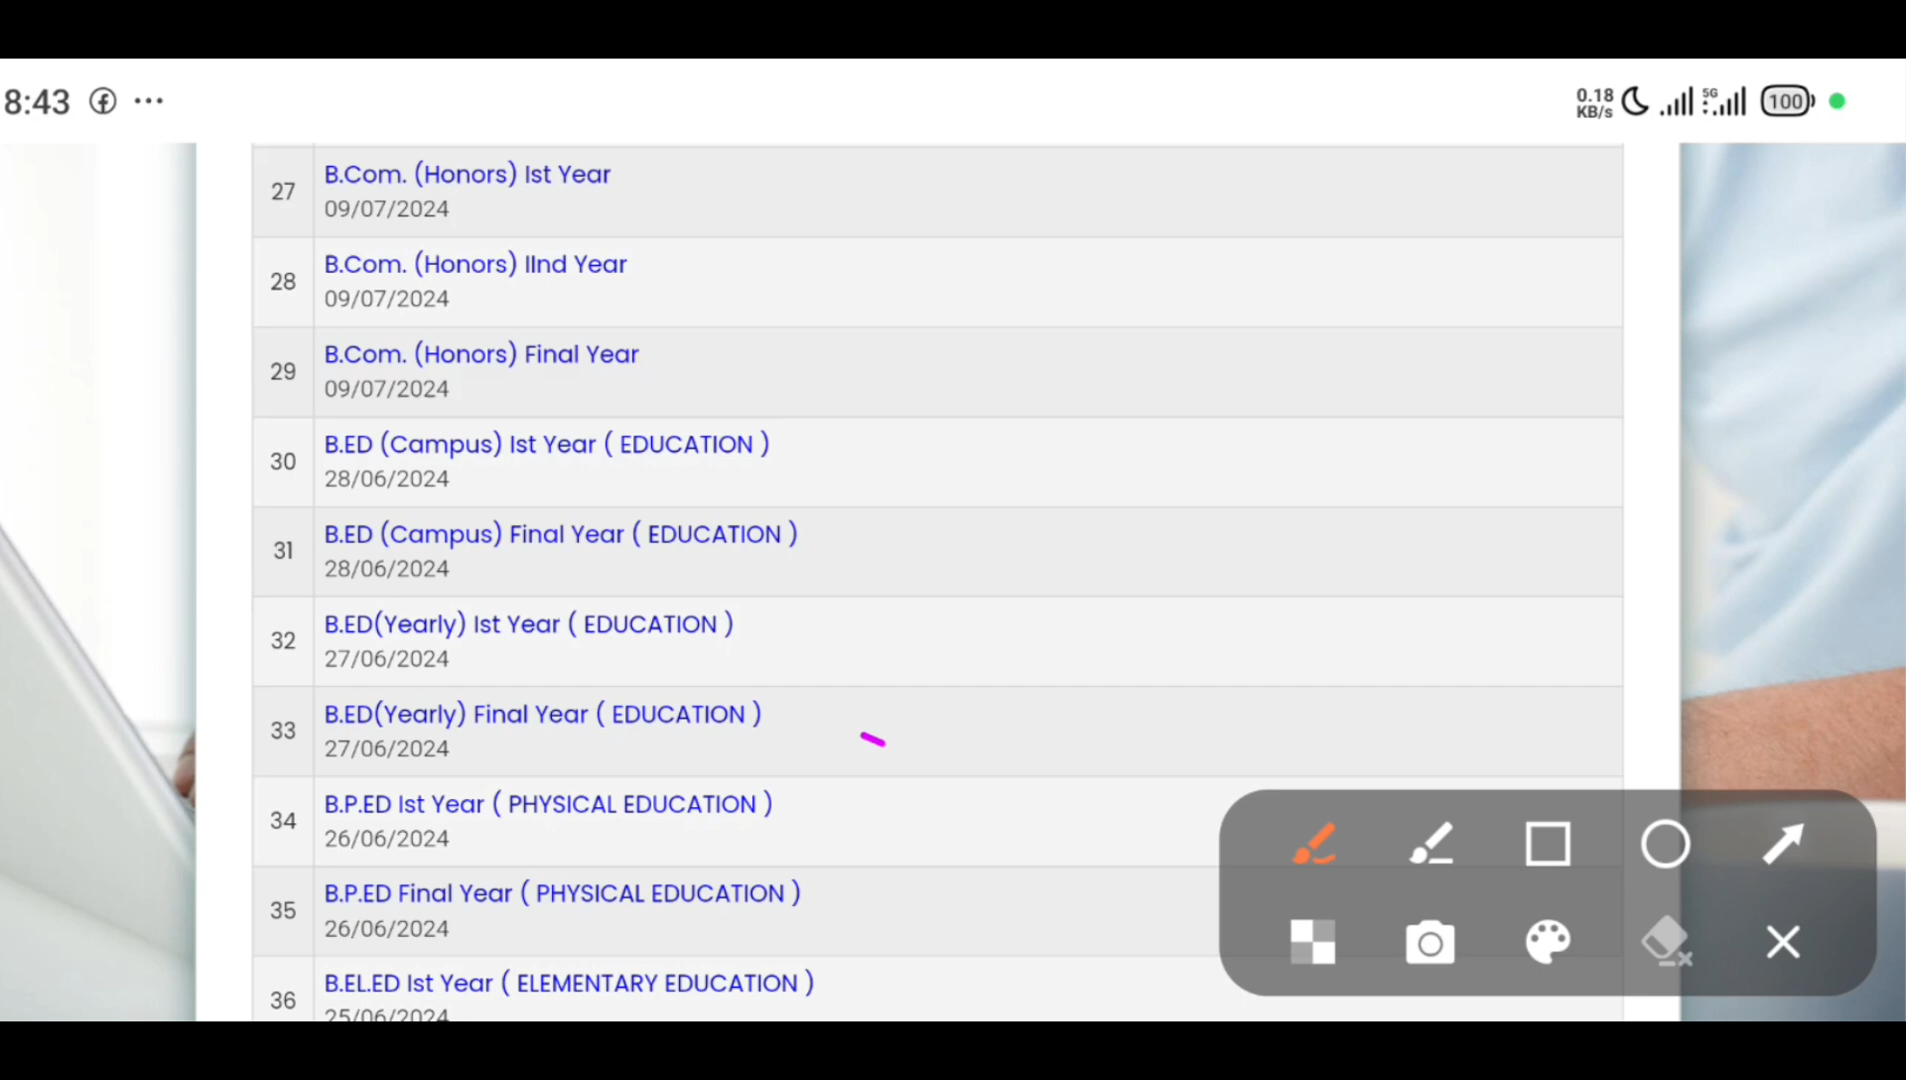 8:43
0.18
KB/s
5G
100
27
B.Com. (Honors) Ist Year
09/07/2024
28
B.Com. (Honors) IInd Year
09/07/2024
29
B.Com. (Honors) Final Year
09/07/2024
30
B.ED (Campus) Ist Year ( EDUCATION )
28/06/2024
31
B.ED (Campus) Final Year ( EDUCATION )
28/06/2024
32
B.ED(Yearly) Ist Year ( EDUCATION )
27/06/2024
33
B.ED(Yearly) Final Year ( EDUCATION )
27/06/2024
34
B.P.ED Ist Year ( PHYSICAL EDUCATION )
26/06/2024
35
B.P.ED Final Year ( PHYSICAL EDUCATION )
26/06/2024
36
B.EL.ED Ist Year ( ELEMENTARY EDUCATION )
25/06/2024